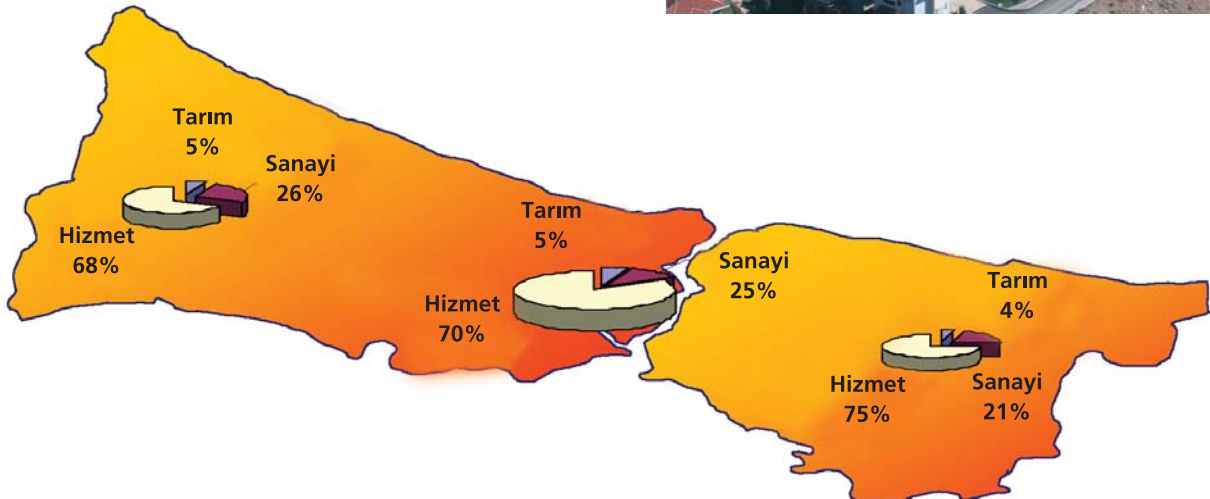 Tarım
5%
Sanayi
26%
Hizmet
68%
Tarım
5%
Sanayi
25%
Hizmet
70%
Tarım
4%
Hizmet
75%
Sanayi
21%